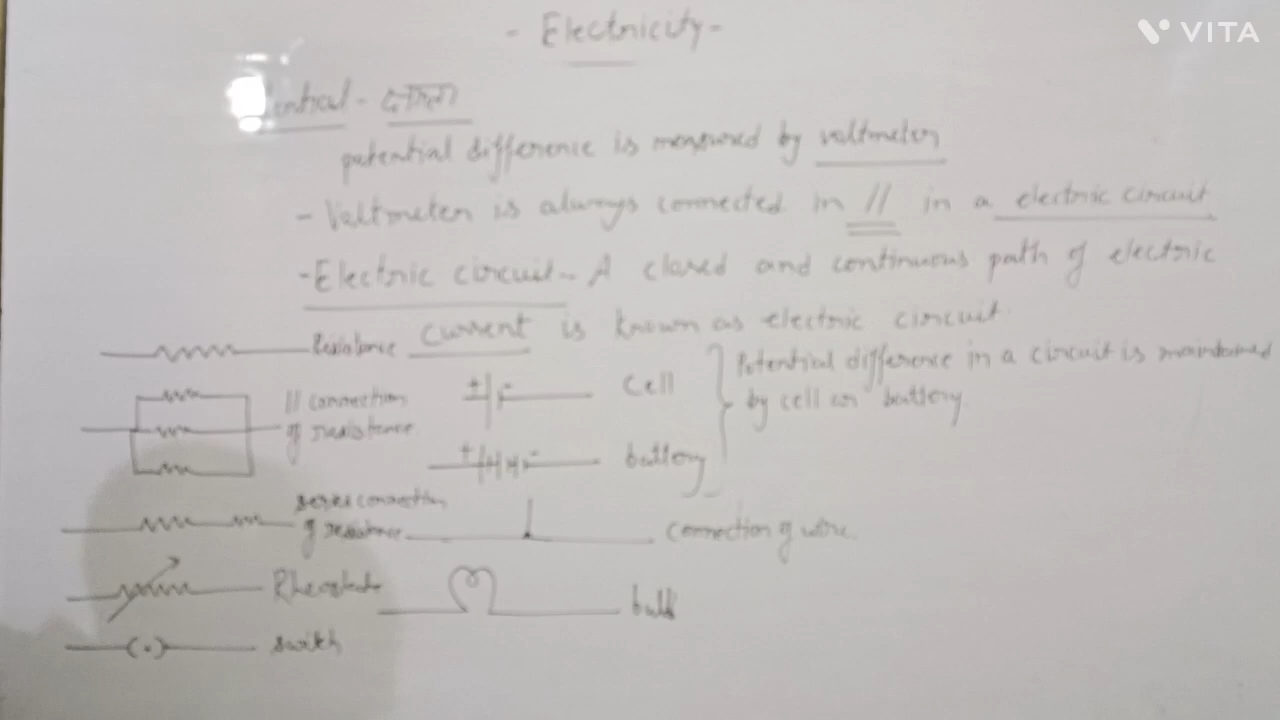 - Electricity -
VITA
potential difference is measured by voltmeter
- Voltmeter is always connected in // in a electric circuit
- Electric circuit - A closed and continuous path of electric
current is known as electric circuit.
Resistance
// connection
of resistance
+ - cell
+ - battery
Potential difference in a circuit is maintained
by cell or battery
series connection
of resistance
connection of wire.
Rheostat
bulb
switch